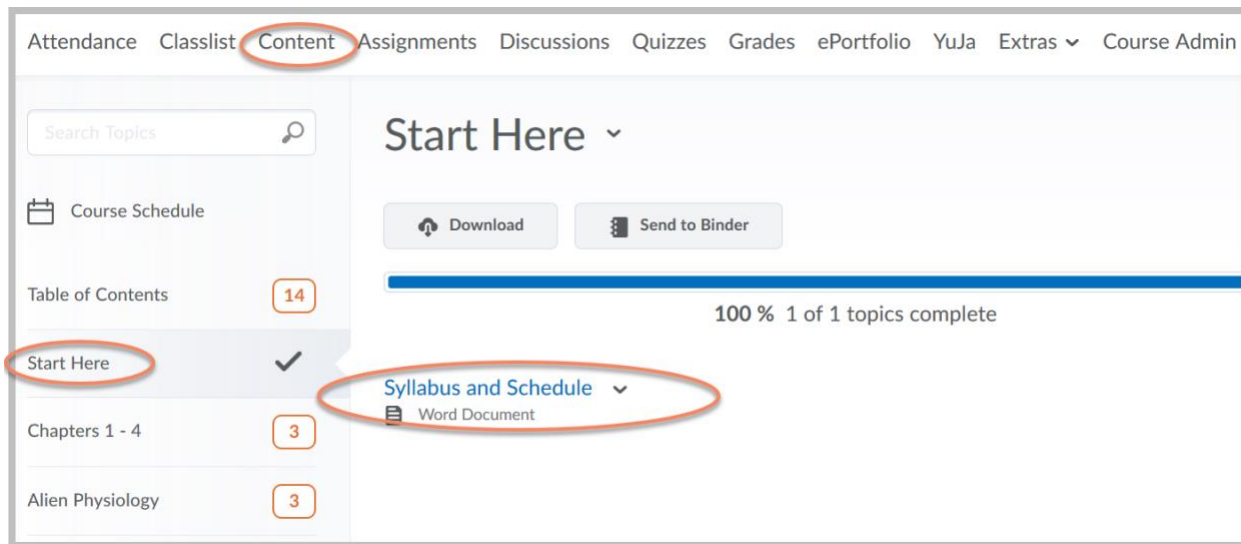 Attendance Classlist Content Assignments Discussions Quizzes Grades ePortfolio YuJa Extras Course Admin
Search Topics
Course Schedule
Table of Contents 14
Start Here
Chapters 1 - 4 3
Alien Physiology 3
Start Here
Download Send to Binder
100 % 1 of 1 topics complete
Syllabus and Schedule
Word Document